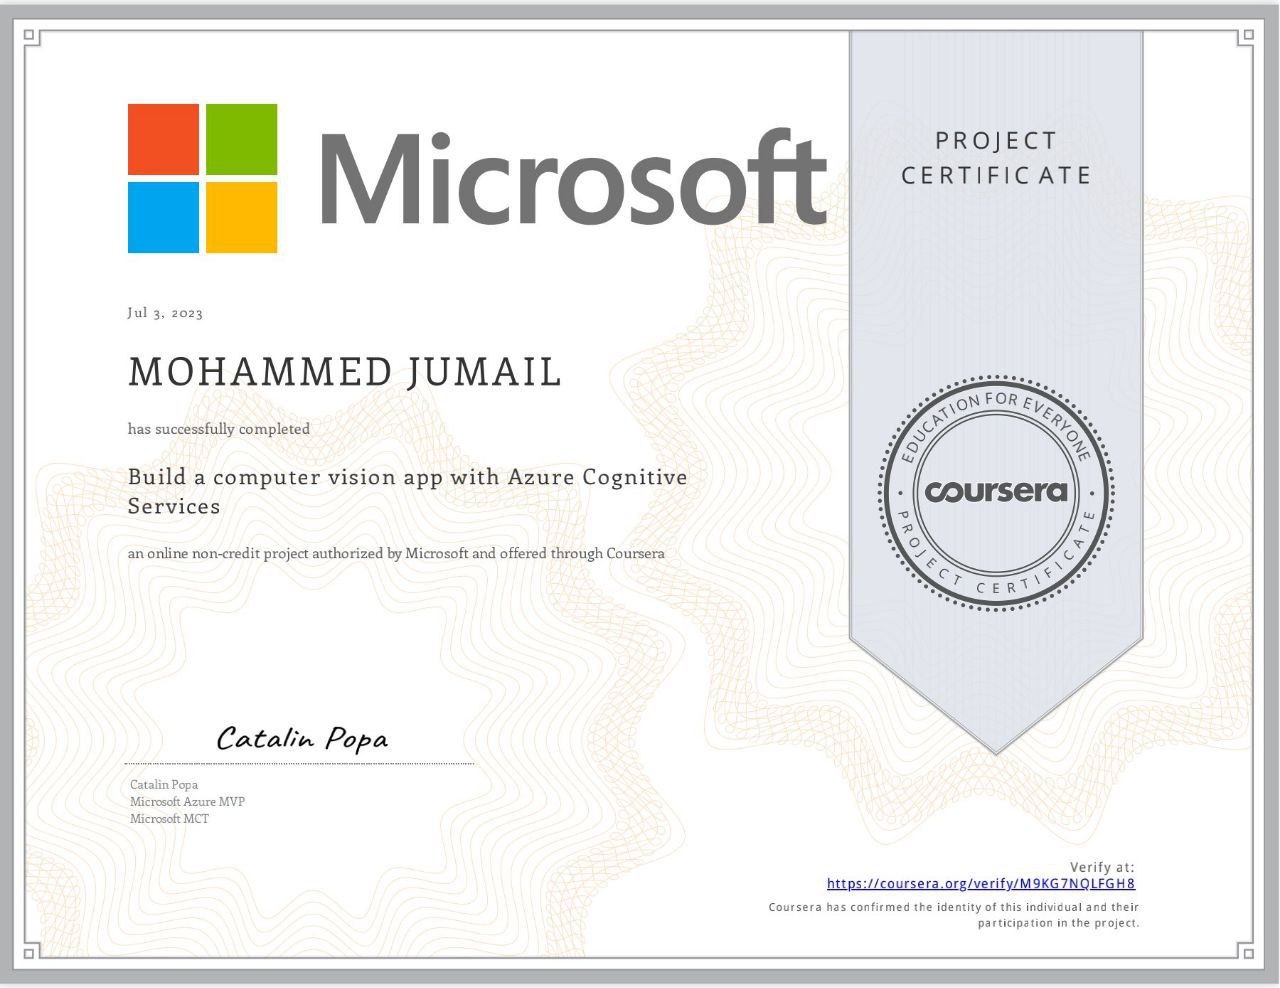 Microsoft
PROJECT
CERTIFICATE
Jul 3, 2023
MOHAMMED JUMAIL
has successfully completed
Build a computer vision app with Azure Cognitive
Services
an online non-credit project authorized by Microsoft and offered through Coursera
EDUCATION FOR EVERYONE
coursera
PROJECT CERTIFICATE
Catalin Popa
Catalin Popa
Microsoft Azure MVP
Microsoft MCT
Verify at:
https://coursera.org/verify/M9KG7NQLFGH8
Coursera has confirmed the identity of this individual and their
participation in the project.